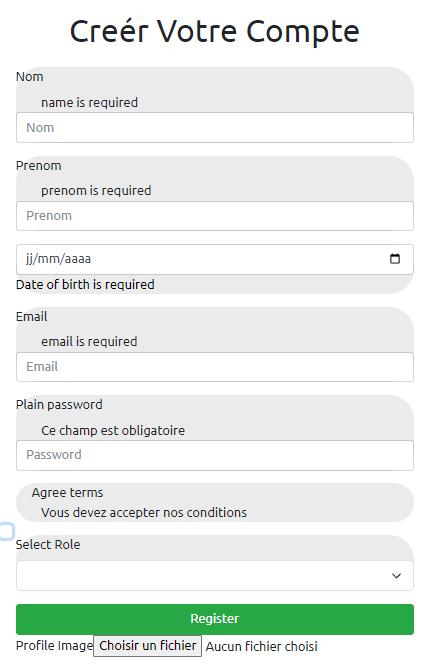 Creér Votre Compte
Nom
name is required
Nom
Prenom
prenom is required
Prenom
jj/mm/aaaa
Date of birth is required
Email
email is required
Email
Plain password
Ce champ est obligatoire
Password
Agree terms
Vous devez accepter nos conditions
Select Role
Register
Profile Image Choisir un fichier Aucun fichier choisi